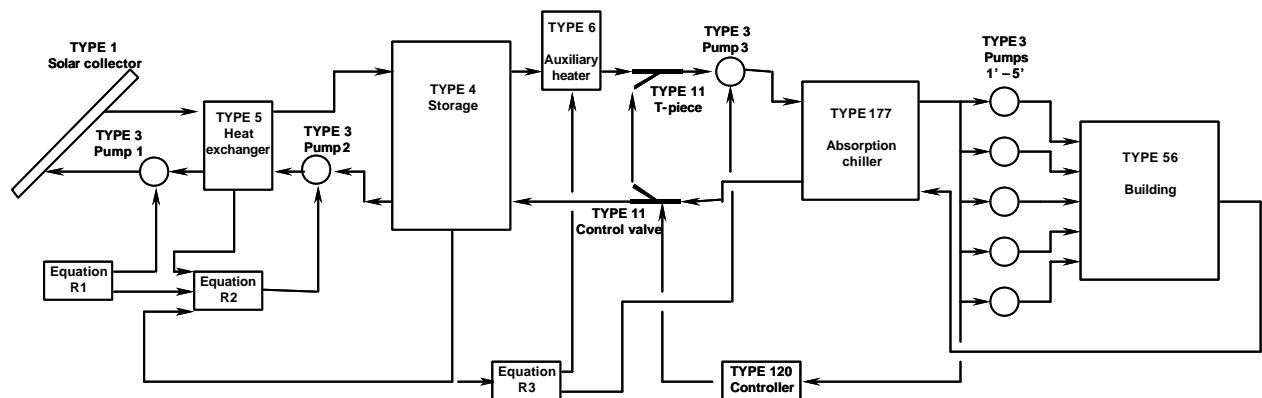 TYPE 1
Solar collector
TYPE 5
Heat
exchanger
TYPE 3
Pump 1
TYPE 3
Pump 2
TYPE 4
Storage
TYPE 6
Auxiliary
heater
TYPE 11
T-piece
TYPE 3
Pump 3
TYPE 11
Control valve
TYPE 177
Absorption
chiller
TYPE 3
Pumps
1’ – 5’
TYPE 56
Building
Equation
R1
Equation
R2
Equation
R3
TYPE 120
Controller